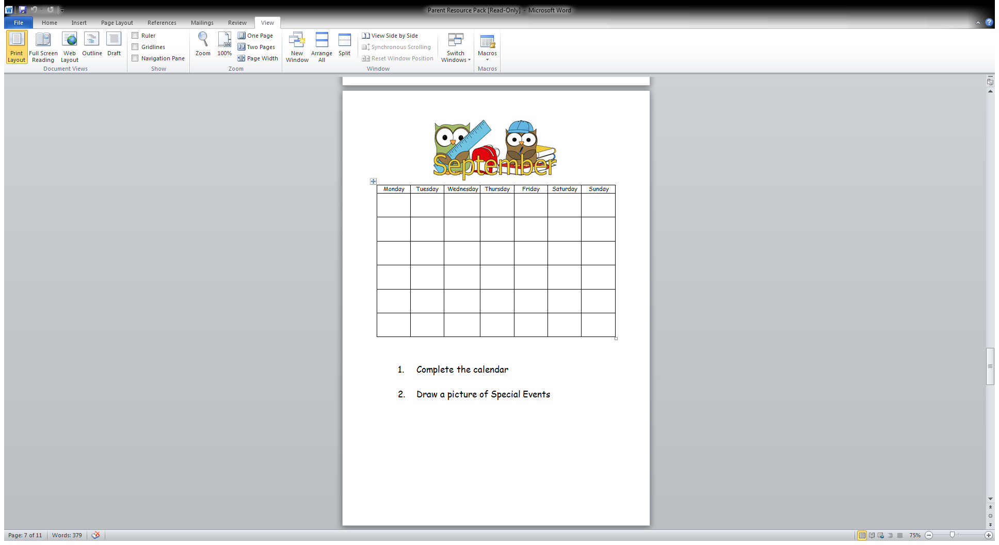 Parent Resource Pack [Read-Only] - Microsoft Word
File Home Insert Page Layout References Mailings Review View
Print Layout
Full Screen Reading
Web Layout
Outline
Draft
Document Views
Ruler
Gridlines
Navigation Pane
Show
Zoom
100%
One Page
Two Pages
Page Width
Zoom
New Window
Arrange All
Split
View Side by Side
Synchronous Scrolling
Reset Window Position
Switch Windows
Window
Macros
Macros
September
Monday Tuesday Wednesday Thursday Friday Saturday Sunday
1. Complete the calendar
2. Draw a picture of Special Events
Page: 7 of 11 Words: 379 75%